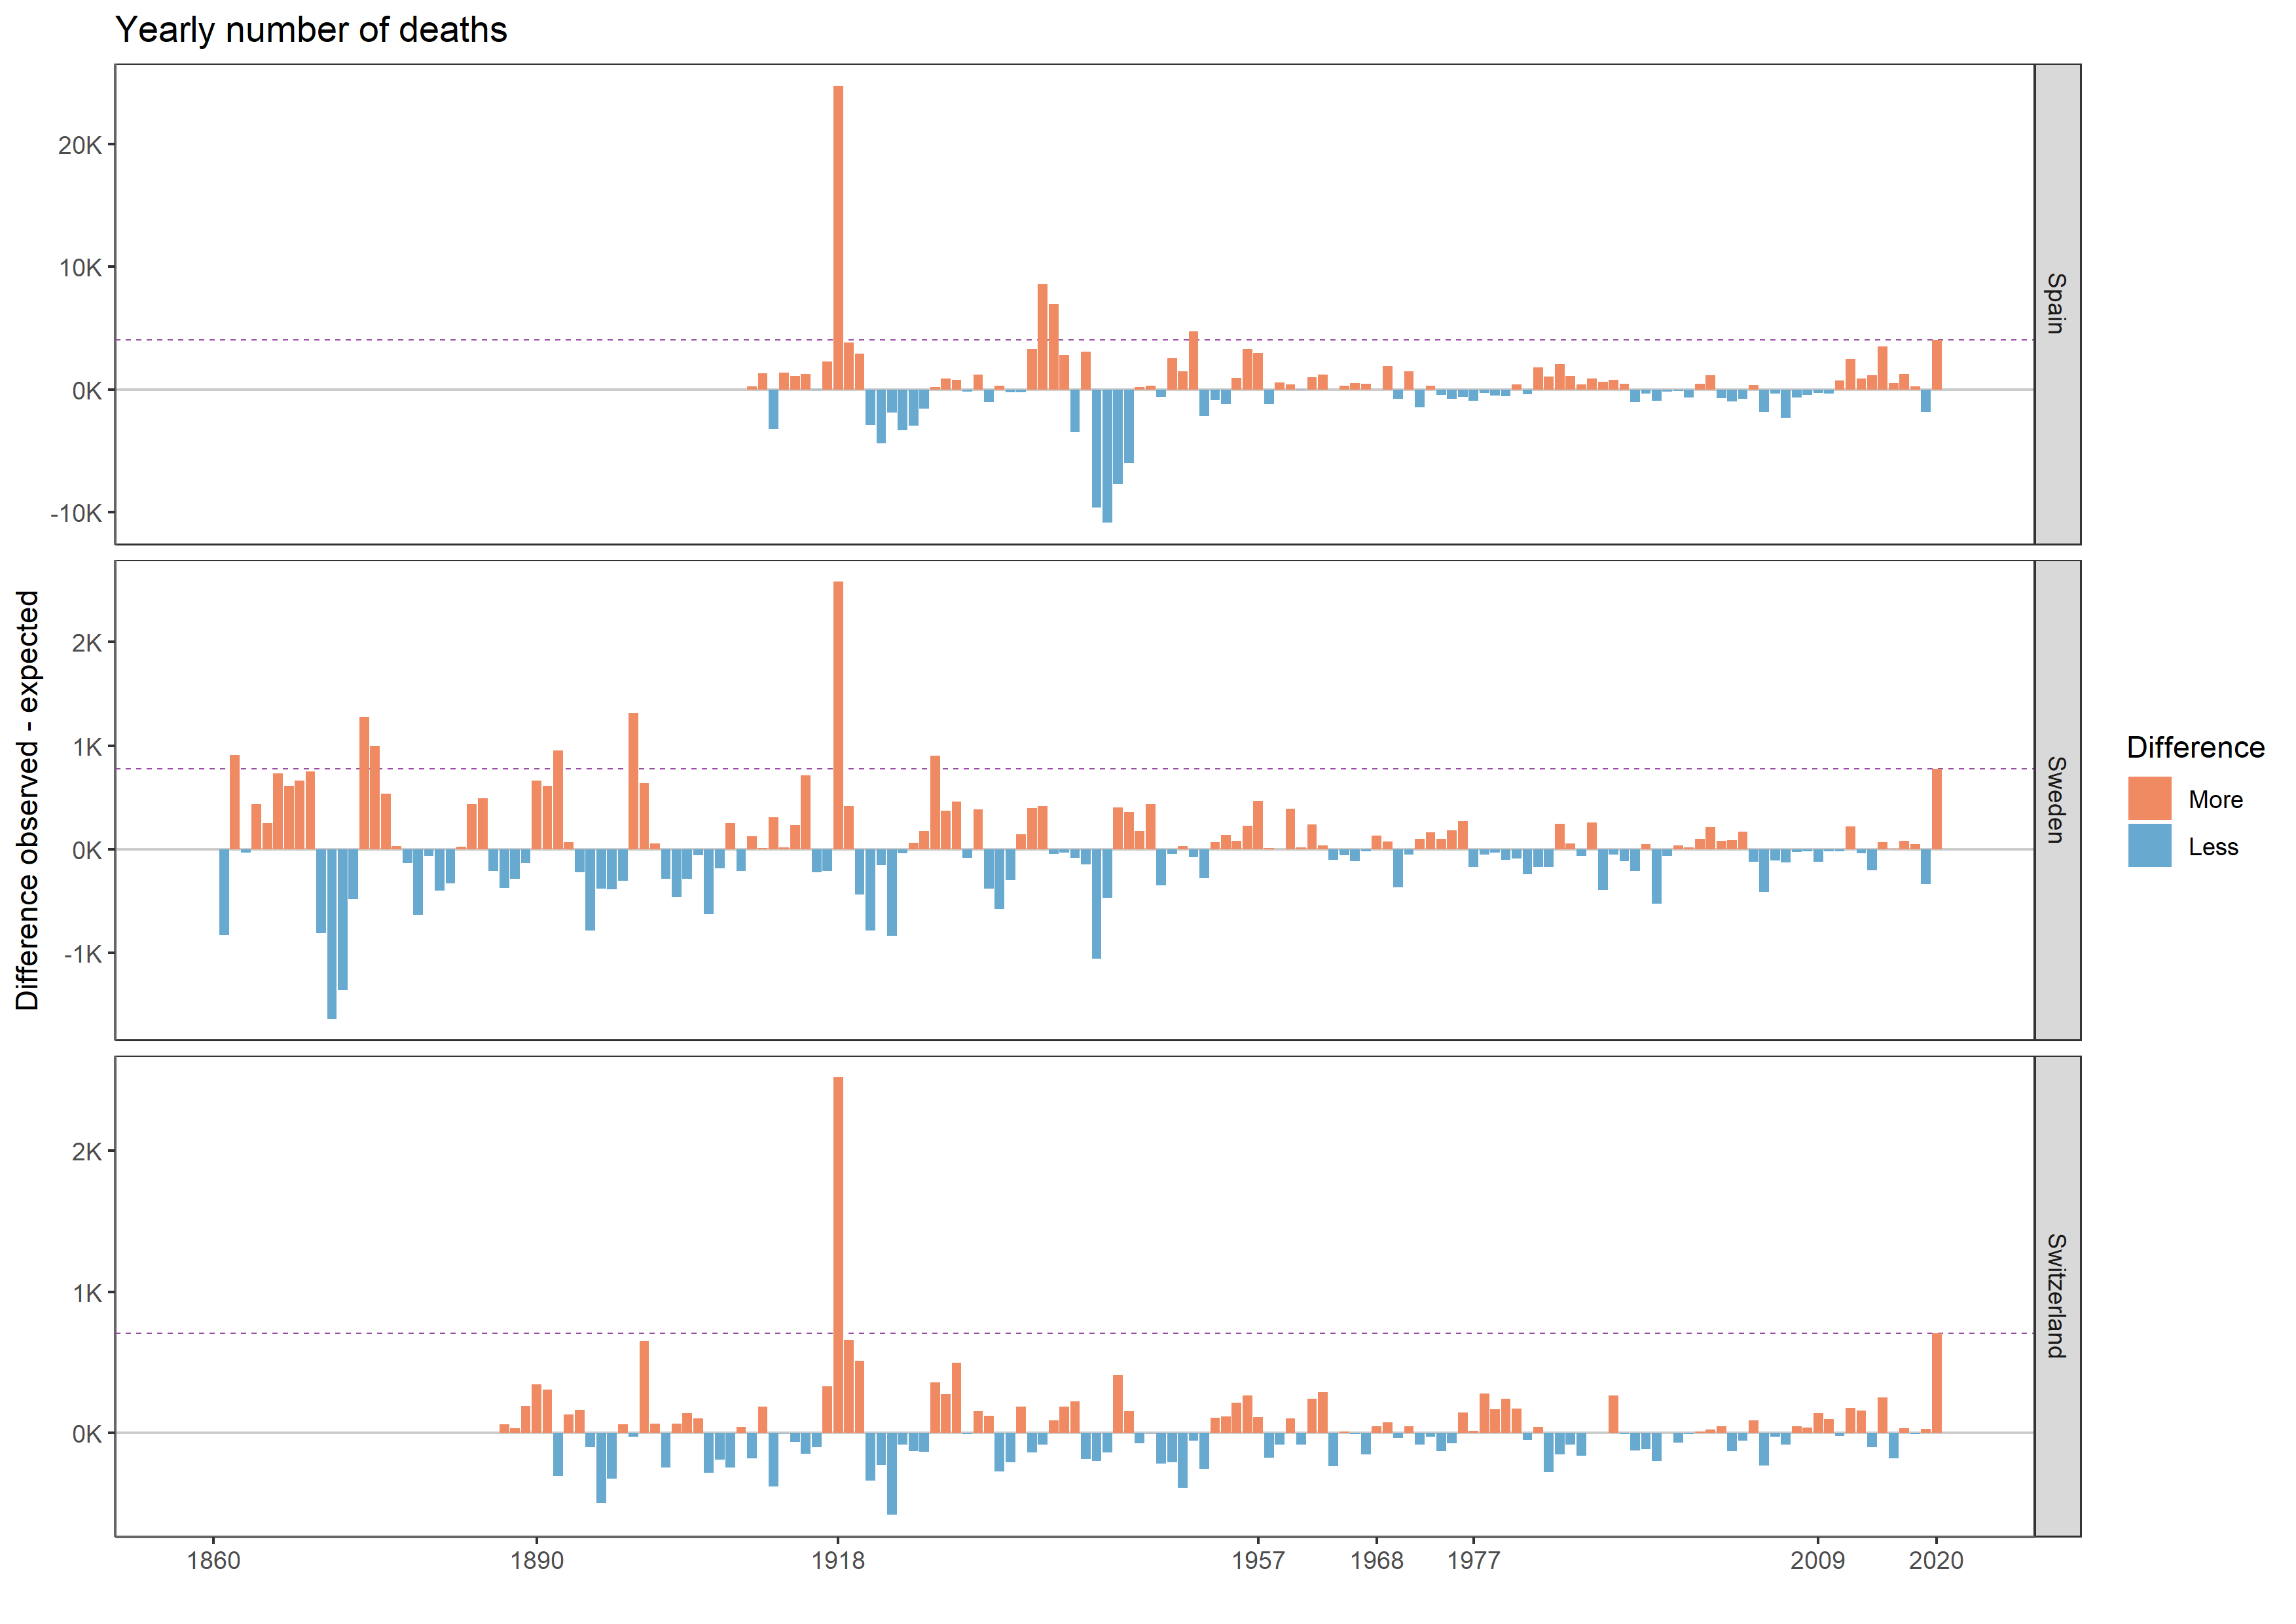 Yearly number of deaths
Difference observed - expected
20K
10K
0K
-10K
Spain
2K
1K
0K
-1K
Sweden
2K
1K
0K
Switzerland
1860 1890 1918 1957 1968 1977 2009 2020
Difference
More
Less